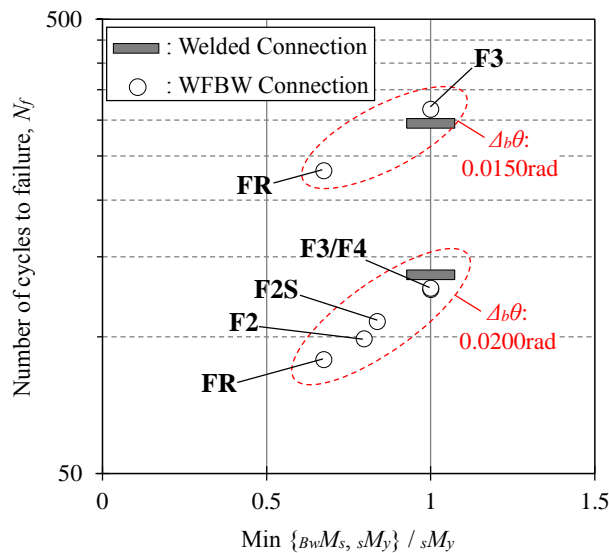 500
: Welded Connection
: WFBW Connection
F3
Δbθ:
0.0150rad
FR
F3/F4
F2S
F2
FR
Δbθ:
0.0200rad
Number of cycles to failure, Nf
50
0
0.5
1
1.5
Min {BwMs, sMy} / sMy